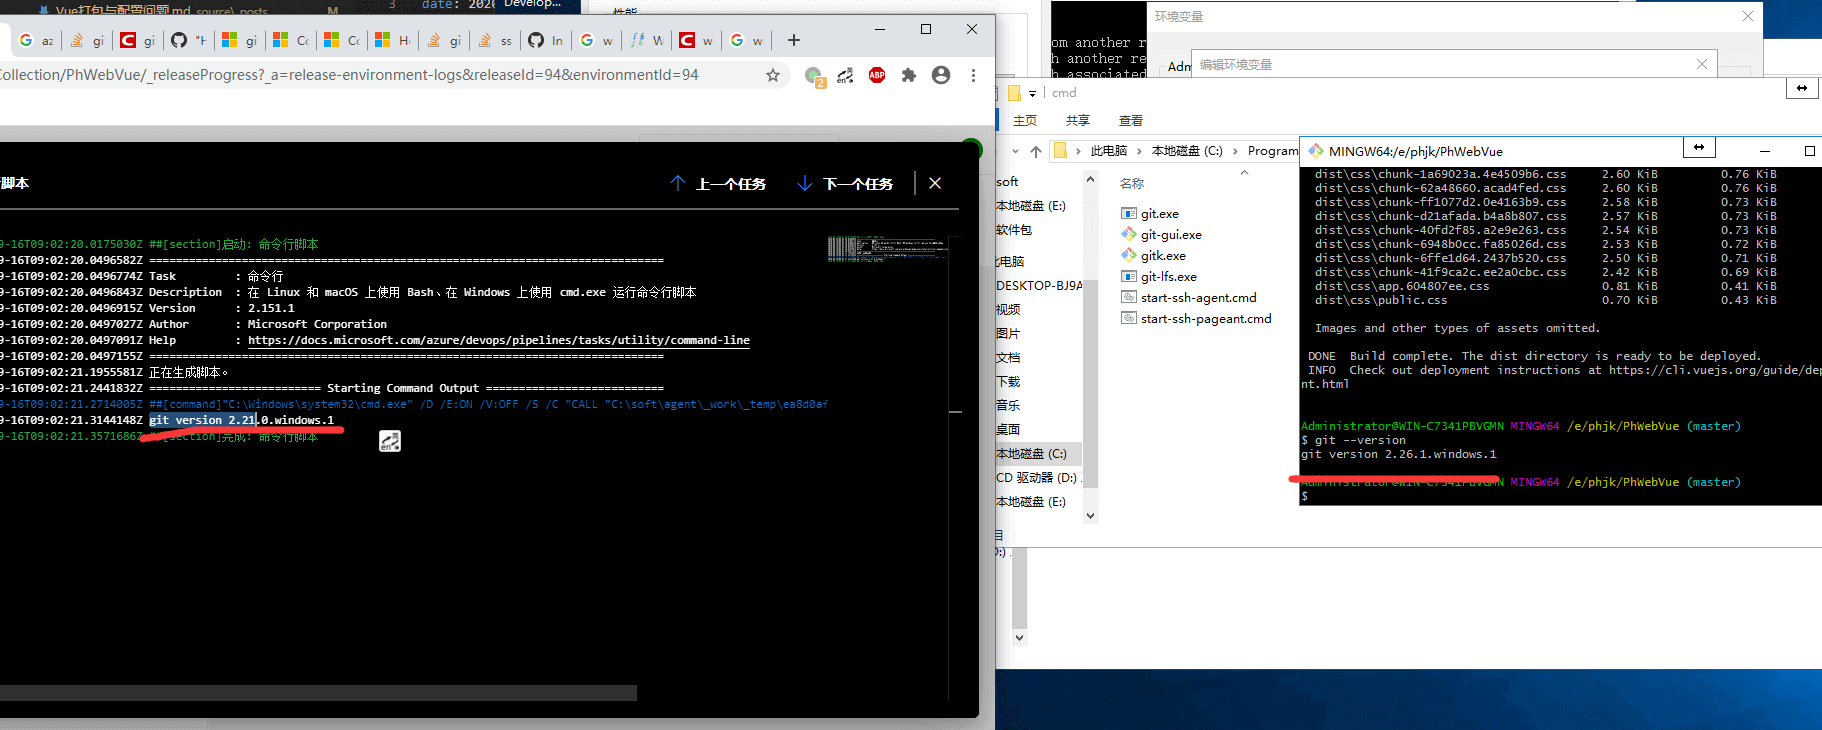 Vue打包与配置问题.md source\_posts M
3 date: 2020
Develop...
性能
az
gi
gi
"H
gi
Cc
Cc
He
gi
ss
In
w
W
w
w
Collection/PhWebVue/_releaseProgress?_a=release-environment-logs&releaseId=94&environmentId=94
2
en英
ABP
脚本
上一个任务 下一个任务
9-16T09:02:20.0175030Z ##[section]启动: 命令行脚本
9-16T09:02:20.0496582Z ==============================================================================
9-16T09:02:20.0496774Z Task : 命令行
9-16T09:02:20.0496843Z Description : 在 Linux 和 macOS 上使用 Bash、在 Windows 上使用 cmd.exe 运行命令行脚本
9-16T09:02:20.0496915Z Version : 2.151.1
9-16T09:02:20.0497027Z Author : Microsoft Corporation
9-16T09:02:20.0497091Z Help : https://docs.microsoft.com/azure/devops/pipelines/tasks/utility/command-line
9-16T09:02:20.0497155Z ==============================================================================
9-16T09:02:21.1955581Z 正在生成脚本。
9-16T09:02:21.2441832Z ========================== Starting Command Output ===========================
9-16T09:02:21.2714005Z ##[command]"C:\Windows\system32\cmd.exe" /D /E:ON /V:OFF /S /C "CALL "C:\soft\agent\_work\_temp\ea8d0af
9-16T09:02:21.3144148Z git version 2.21.0.windows.1
9-16T09:02:21.3571686Z ##[section]完成: 命令行脚本
en英
环境变量
om another r
h another re
h associated
Adm
编辑环境变量
cmd
主页 共享 查看
此电脑 › 本地磁盘 (C:) › Program
soft
本地磁盘 (E:)
软件包
此电脑
DESKTOP-BJ9A
视频
图片
文档
下载
音乐
桌面
本地磁盘 (C:)
CD 驱动器 (D:)
本地磁盘 (E:)
目
D:)
名称
git.exe
git-gui.exe
gitk.exe
git-lfs.exe
start-ssh-agent.cmd
start-ssh-pageant.cmd
MINGW64:/e/phjk/PhWebVue
dist\css\chunk-1a69023a.4e4509b6.css 2.60 KiB 0.76 KiB
dist\css\chunk-62a48660.acad4fed.css 2.60 KiB 0.76 KiB
dist\css\chunk-ff1077d2.0e4163b9.css 2.58 KiB 0.73 KiB
dist\css\chunk-d21afada.b4a8b807.css 2.57 KiB 0.73 KiB
dist\css\chunk-40fd2f85.a2e9e263.css 2.54 KiB 0.73 KiB
dist\css\chunk-6948b0cc.fa85026d.css 2.53 KiB 0.72 KiB
dist\css\chunk-6ffe1d64.2437b520.css 2.50 KiB 0.71 KiB
dist\css\chunk-41f9ca2c.ee2a0cbc.css 2.42 KiB 0.69 KiB
dist\css\app.604807ee.css 0.81 KiB 0.41 KiB
dist\css\public.css 0.70 KiB 0.43 KiB
Images and other types of assets omitted.
DONE Build complete. The dist directory is ready to be deployed.
INFO Check out deployment instructions at https://cli.vuejs.org/guide/dep
nt.html
Administrator@WIN-C7341PBVGMN MINGW64 /e/phjk/PhWebVue (master)
$ git --version
git version 2.26.1.windows.1
Administrator@WIN-C7341PBVGMN MINGW64 /e/phjk/PhWebVue (master)
$